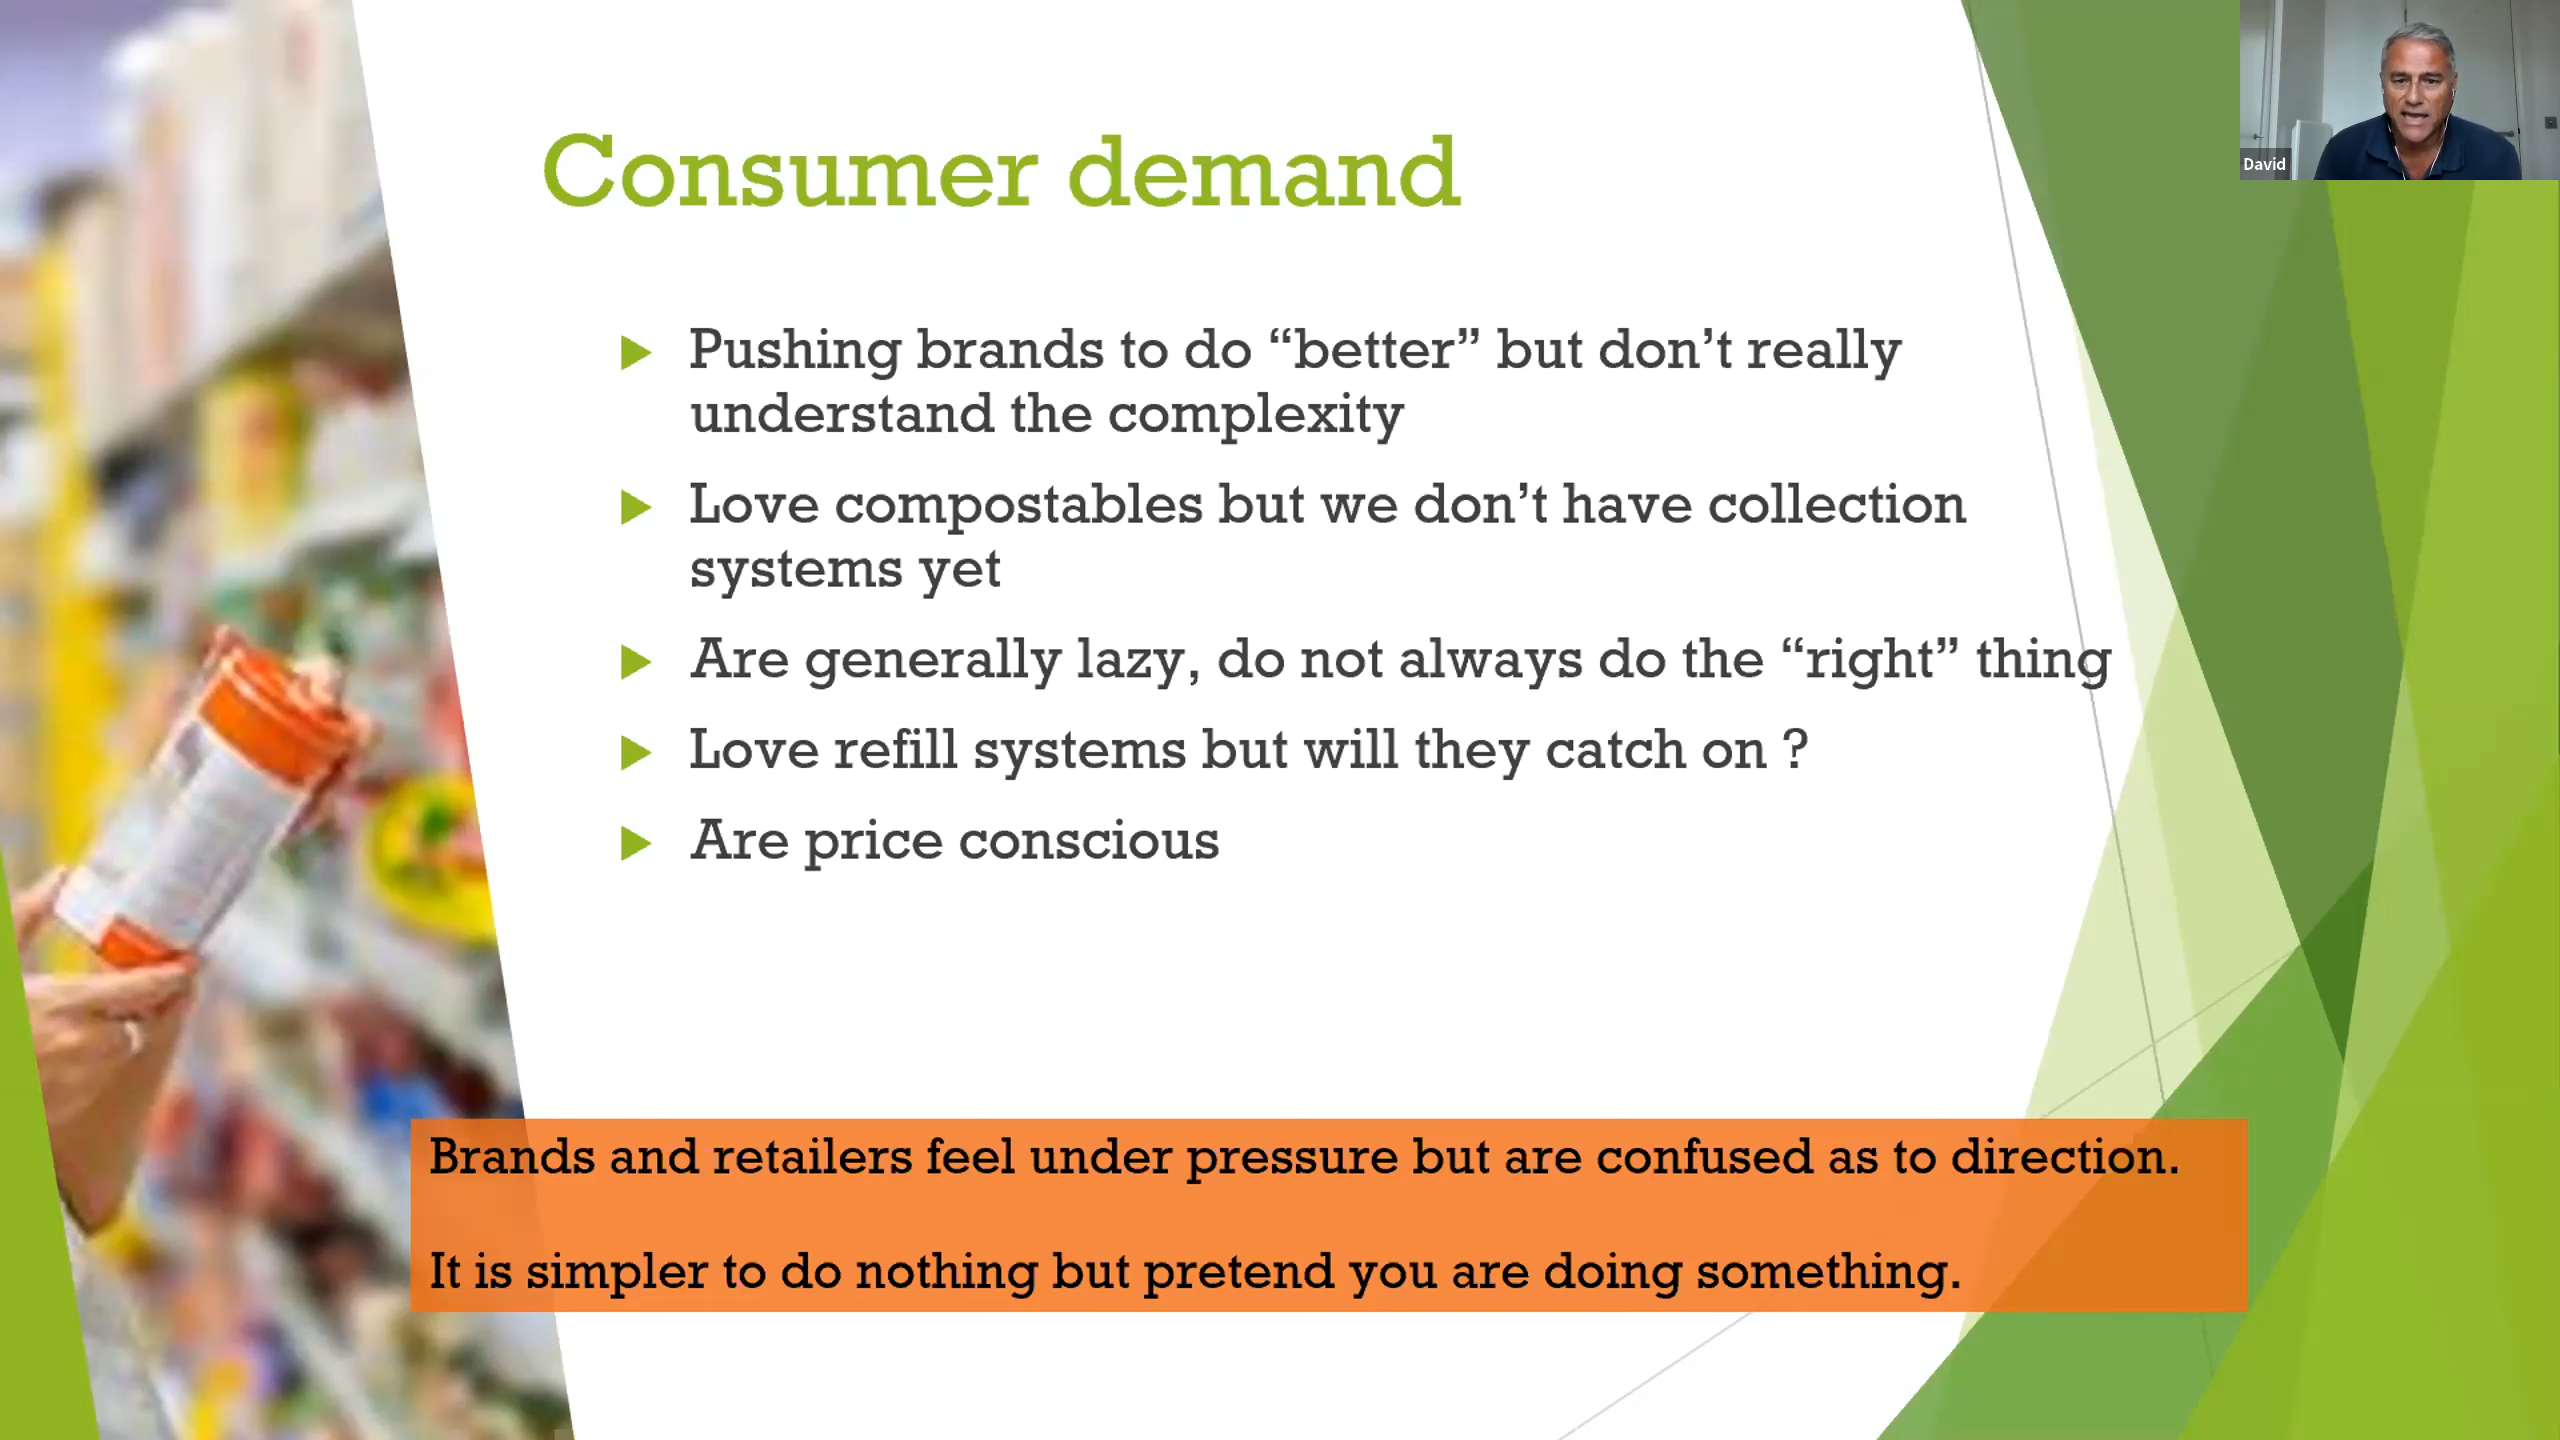 Consumer demand
David
Pushing brands to do “better” but don’t really
understand the complexity
Love compostables but we don’t have collection
systems yet
Are generally lazy, do not always do the “right” thing
Love refill systems but will they catch on ?
Are price conscious
Brands and retailers feel under pressure but are confused as to direction.
It is simpler to do nothing but pretend you are doing something.